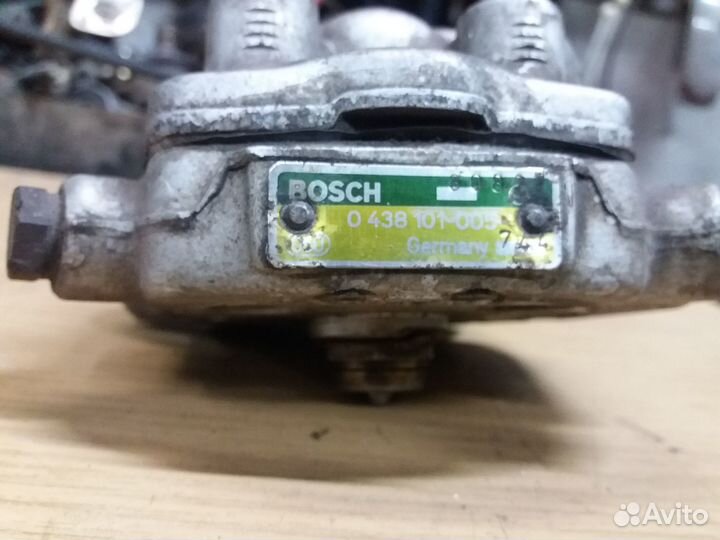 BOSCH
0 438 101-005
Germany
Avito